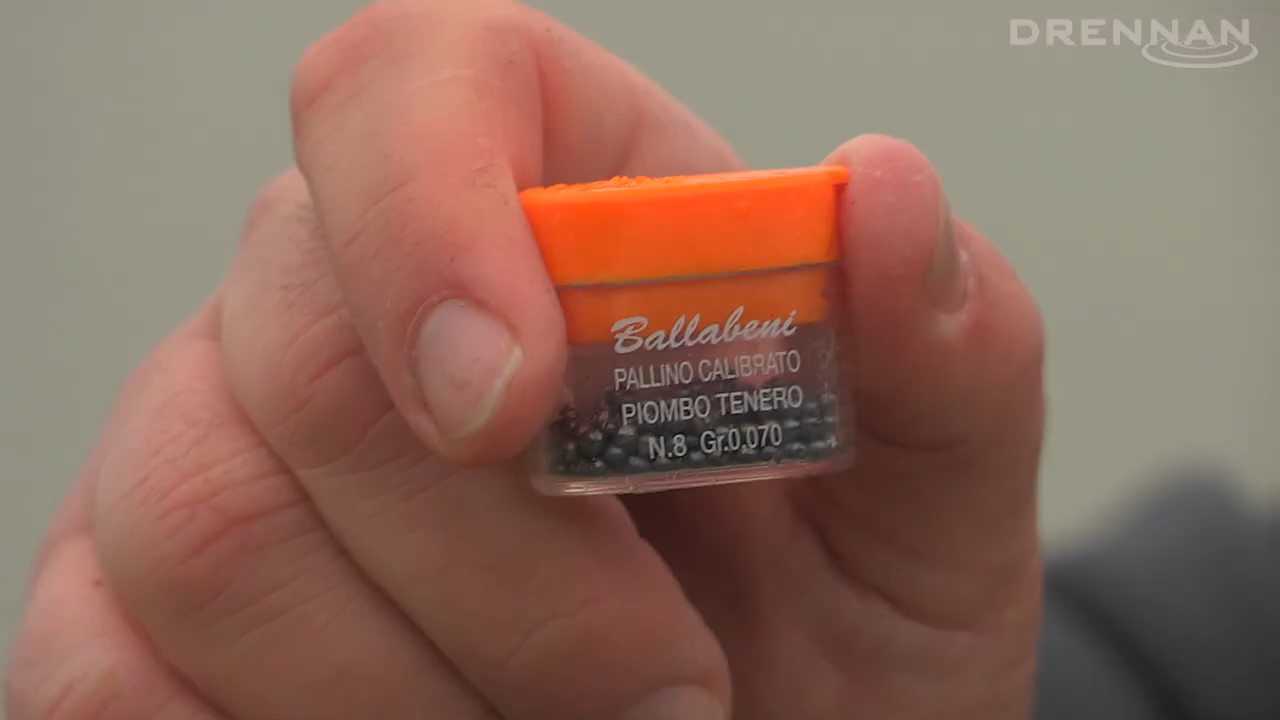 DRENNAN
Ballabeni
PALLINO CALIBRATO
PIOMBO TENERO
N.8 Gr.0,070